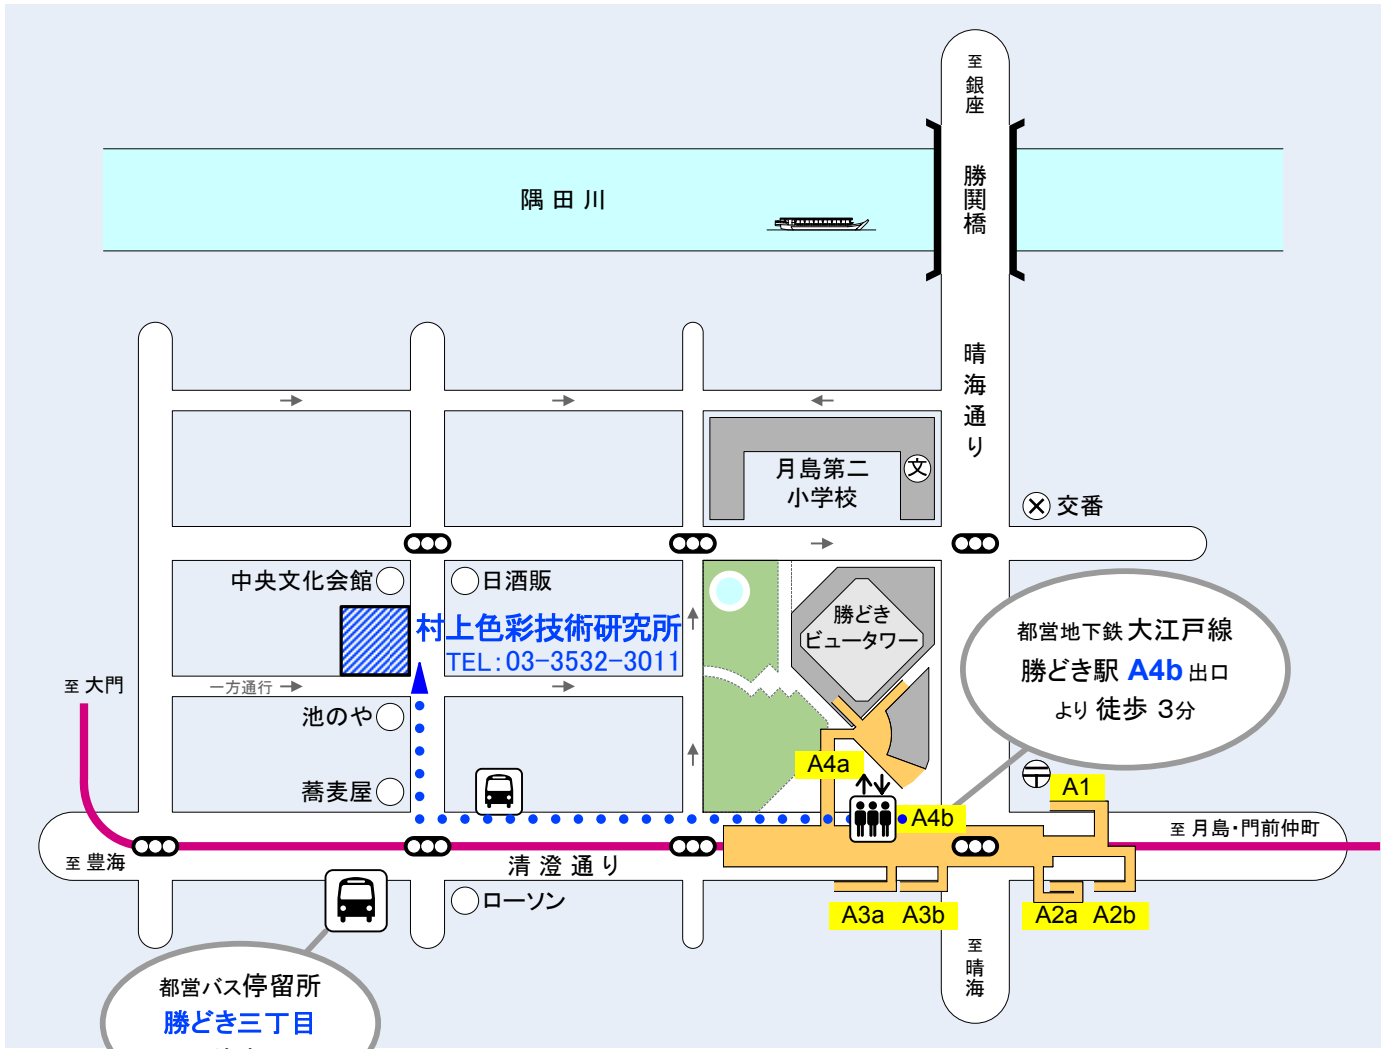 至
銀
座
勝
鬨
橋
隅田川
晴
海
通
り
月島第二
小学校
文
交番
中央文化会館
日酒販
村上色彩技術研究所
TEL:03-3532-3011
勝どき
ビュータワー
都営地下鉄 大江戸線
勝どき駅 A4b 出口
より 徒歩 3分
至 大門
一方通行
池のや
蕎麦屋
A4a
A4b
〒
A1
至 月島・門前仲町
至 豊海
清澄通り
ローソン
A3a A3b
A2a A2b
至
晴
海
都営バス停留所
勝どき三丁目